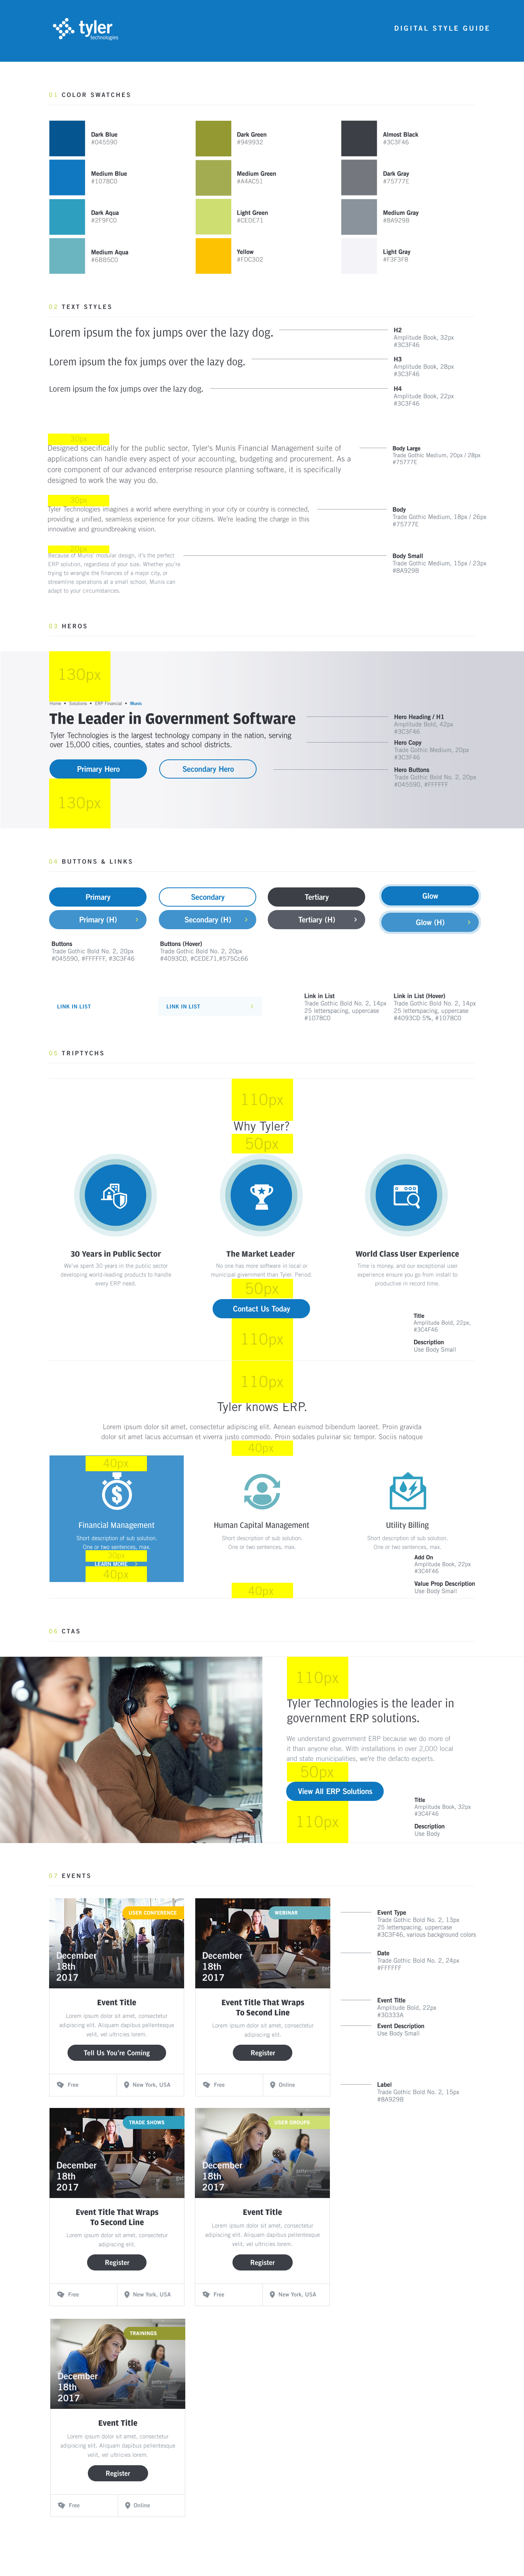 tyler
technologies
DIGITAL STYLE GUIDE
01 COLOR SWATCHES
Dark Blue
#045590
Dark Green
#949932
Almost Black
#3C3F46
Medium Blue
#1078C0
Medium Green
#A4AC51
Dark Gray
#75777E
Dark Aqua
#2F9FC0
Light Green
#CEDE71
Medium Gray
#8A929B
Medium Aqua
#6BB5C0
Yellow
#FDC302
Light Gray
#F3F3F8
02 TEXT STYLES
Lorem ipsum the fox jumps over the lazy dog.
H2
Amplitude Book, 32px
#3C3F46
Lorem ipsum the fox jumps over the lazy dog.
H3
Amplitude Book, 28px
#3C3F46
Lorem ipsum the fox jumps over the lazy dog.
H4
Amplitude Book, 22px
#3C3F46
30px
Designed specifically for the public sector, Tyler's Munis Financial Management suite of
applications can handle every aspect of your accounting, budgeting and procurement. As a
core component of our advanced enterprise resource planning software, it is specifically
designed to work the way you do.
Body Large
Trade Gothic Medium, 20px / 28px
#75777E
30px
Tyler Technologies imagines a world where everything in your city or country is connected,
providing a unified, seamless experience for your citizens. We're leading the charge in this
innovative and groundbreaking vision.
Body
Trade Gothic Medium, 18px / 26px
#75777E
20px
Because of Munis' modular design, it's the perfect
ERP solution, regardless of your size. Whether you're
trying to wrangle the finances of a major city, or
streamline operations at a small school, Munis can
adapt to your circumstances.
Body Small
Trade Gothic Medium, 15px / 23px
#8A929B
03 HEROS
130px
Home • Solutions • ERP Financial • Munis
The Leader in Government Software
Tyler Technologies is the largest technology company in the nation, serving
over 15,000 cities, counties, states and school districts.
Primary Hero
Secondary Hero
130px
Hero Heading / H1
Amplitude Bold, 42px
#3C3F46
Hero Copy
Trade Gothic Medium, 20px
#3C3F46
Hero Buttons
Trade Gothic Bold No. 2, 20px
#045590, #FFFFFF
04 BUTTONS & LINKS
Primary
Secondary
Tertiary
Glow
Primary (H)
Secondary (H)
Tertiary (H)
Glow (H)
Buttons
Trade Gothic Bold No. 2, 20px
#045590, #FFFFFF, #3C3F46
Buttons (Hover)
Trade Gothic Bold No. 2, 20px
#4093CD, #CEDE71,#575Cc66
LINK IN LIST
LINK IN LIST
Link in List
Trade Gothic Bold No. 2, 14px
25 letterspacing, uppercase
#1078C0
Link in List (Hover)
Trade Gothic Bold No. 2, 14px
25 letterspacing, uppercase
#4093CD 5%, #1078C0
05 TRIPTYCHS
110px
Why Tyler?
50px
30 Years in Public Sector
We've spent 30 years in the public sector
developing world-leading products to handle
every ERP need.
The Market Leader
No one has more software in local or
municipal government than Tyler. Period.
World Class User Experience
Time is money, and our exceptional user
experience ensure you go from install to
productive in record time.
50px
Contact Us Today
110px
Title
Amplitude Bold, 22px,
#3C4F46
Description
Use Body Small
110px
Tyler knows ERP.
Lorem ipsum dolor sit amet, consectetur adipiscing elit. Aenean euismod bibendum laoreet. Proin gravida
dolor sit amet lacus accumsan et viverra justo commodo. Proin sodales pulvinar sic tempor. Sociis natoque
40px
40px
Financial Management
Short description of sub solution.
One or two sentences, max.
30px
LEARN MORE
40px
Human Capital Management
Short description of sub solution.
One or two sentences, max.
40px
Utility Billing
Short description of sub solution.
One or two sentences, max.
Add On
Amplitude Book, 22px
#3C4F46
Value Prop Description
Use Body Small
06 CTAS
110px
Tyler Technologies is the leader in
government ERP solutions.
We understand government ERP because we do more of
it than anyone else. With installations in over 2,000 local
and state municipalities, we're the defacto experts.
50px
View All ERP Solutions
110px
Title
Amplitude Book, 32px
#3C4F46
Description
Use Body
07 EVENTS
USER CONFERENCE
December
18th
2017
Event Title
Lorem ipsum dolor sit amet, consectetur
adipiscing elit. Aliquam dapibus pellentesque
velit, vel ultricies lorem.
Tell Us You're Coming
Free
New York, USA
WEBINAR
December
18th
2017
Event Title That Wraps
To Second Line
Lorem ipsum dolor sit amet, consectetur
adipiscing elit.
Register
Free
Online
Event Type
Trade Gothic Bold No. 2, 13px
25 letterspacing, uppercase
#3C3F46, various background colors
Date
Trade Gothic Bold No. 2, 24px
#FFFFFF
Event Title
Amplitude Bold, 22px
#30333A
Event Description
Use Body Small
Label
Trade Gothic Bold No. 2, 15px
#8A929B
TRADE SHOWS
December
18th
2017
Event Title That Wraps
To Second Line
Lorem ipsum dolor sit amet, consectetur
adipiscing elit.
Register
Free
New York, USA
USER GROUPS
December
18th
2017
Event Title
Lorem ipsum dolor sit amet, consectetur
adipiscing elit. Aliquam dapibus pellentesque
velit, vel ultricies lorem.
Register
Free
New York, USA
TRAININGS
December
18th
2017
Event Title
Lorem ipsum dolor sit amet, consectetur
adipiscing elit. Aliquam dapibus pellentesque
velit, vel ultricies lorem.
Register
Free
Online